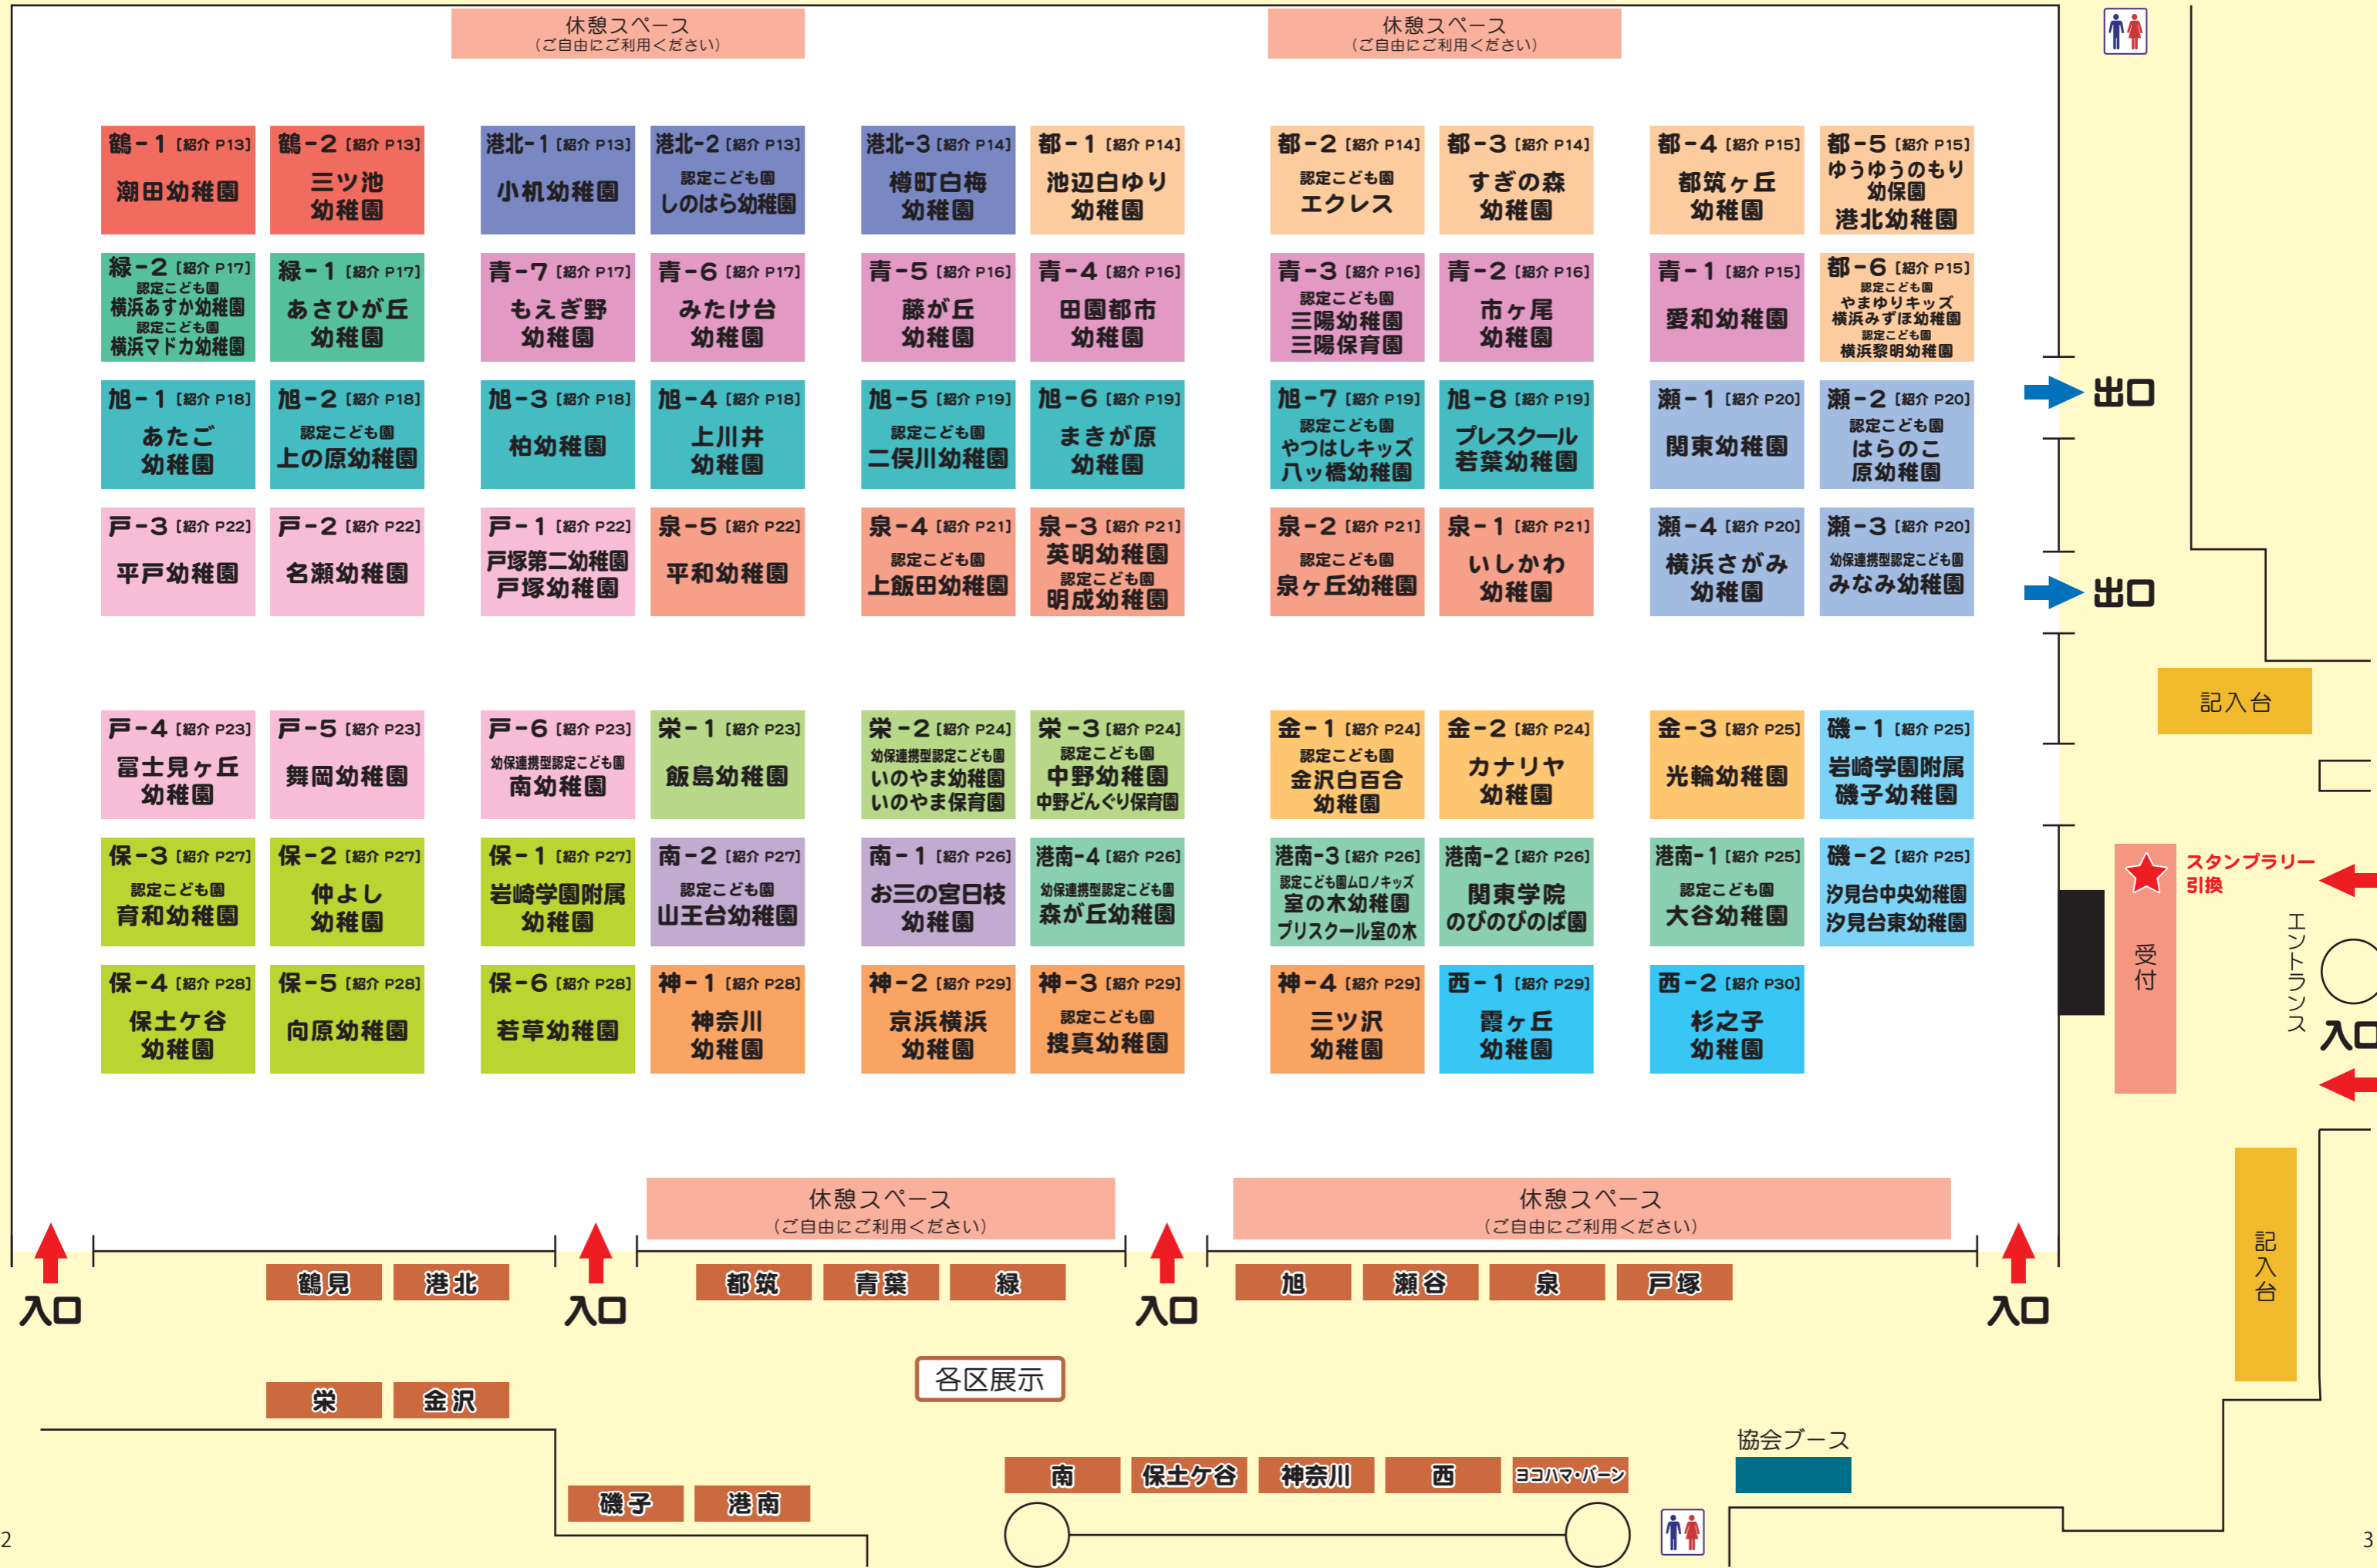 休憩スペース
(ご自由にご利用ください)
休憩スペース
(ご自由にご利用ください)
鶴-1 [紹介 P13]
潮田幼稚園
鶴-2 [紹介 P13]
三ツ池
幼稚園
港北-1 [紹介 P13]
小机幼稚園
港北-2 [紹介 P13]
認定こども園
しのはら幼稚園
港北-3 [紹介 P14]
樽町白梅
幼稚園
都-1 [紹介 P14]
池辺白ゆり
幼稚園
都-2 [紹介 P14]
認定こども園
エクレス
都-3 [紹介 P14]
すぎの森
幼稚園
都-4 [紹介 P15]
都筑ヶ丘
幼稚園
都-5 [紹介 P15]
ゆうゆうのもり
幼保園
港北幼稚園
緑-2 [紹介 P17]
認定こども園
横浜あすか幼稚園
認定こども園
横浜マドカ幼稚園
緑-1 [紹介 P17]
あさひが丘
幼稚園
青-7 [紹介 P17]
もえぎ野
幼稚園
青-6 [紹介 P17]
みたけ台
幼稚園
青-5 [紹介 P16]
藤が丘
幼稚園
青-4 [紹介 P16]
田園都市
幼稚園
青-3 [紹介 P16]
認定こども園
三陽幼稚園
三陽保育園
青-2 [紹介 P16]
市ヶ尾
幼稚園
青-1 [紹介 P15]
愛和幼稚園
都-6 [紹介 P15]
認定こども園
やまゆりキッズ
横浜みずほ幼稚園
認定こども園
横浜黎明幼稚園
旭-1 [紹介 P18]
あたご
幼稚園
旭-2 [紹介 P18]
認定こども園
上の原幼稚園
旭-3 [紹介 P18]
柏幼稚園
旭-4 [紹介 P18]
上川井
幼稚園
旭-5 [紹介 P19]
認定こども園
二俣川幼稚園
旭-6 [紹介 P19]
まきが原
幼稚園
旭-7 [紹介 P19]
認定こども園
やつはしキッズ
八ッ橋幼稚園
旭-8 [紹介 P19]
プレスクール
若葉幼稚園
瀬-1 [紹介 P20]
関東幼稚園
瀬-2 [紹介 P20]
認定こども園
はらのこ
原幼稚園
出口
戸-3 [紹介 P22]
平戸幼稚園
戸-2 [紹介 P22]
名瀬幼稚園
戸-1 [紹介 P22]
戸塚第二幼稚園
戸塚幼稚園
泉-5 [紹介 P22]
平和幼稚園
泉-4 [紹介 P21]
認定こども園
上飯田幼稚園
泉-3 [紹介 P21]
英明幼稚園
認定こども園
明成幼稚園
泉-2 [紹介 P21]
認定こども園
泉ヶ丘幼稚園
泉-1 [紹介 P21]
いしかわ
幼稚園
瀬-4 [紹介 P20]
横浜さがみ
幼稚園
瀬-3 [紹介 P20]
幼保連携型認定こども園
みなみ幼稚園
出口
記入台
戸-4 [紹介 P23]
冨士見ヶ丘
幼稚園
戸-5 [紹介 P23]
舞岡幼稚園
戸-6 [紹介 P23]
幼保連携型認定こども園
南幼稚園
栄-1 [紹介 P23]
飯島幼稚園
栄-2 [紹介 P24]
幼保連携型認定こども園
いのやま幼稚園
いのやま保育園
栄-3 [紹介 P24]
認定こども園
中野幼稚園
中野どんぐり保育園
金-1 [紹介 P24]
認定こども園
金沢白百合
幼稚園
金-2 [紹介 P24]
カナリヤ
幼稚園
金-3 [紹介 P25]
光輪幼稚園
磯-1 [紹介 P25]
岩崎学園附属
磯子幼稚園
保-3 [紹介 P27]
認定こども園
育和幼稚園
保-2 [紹介 P27]
仲よし
幼稚園
保-1 [紹介 P27]
岩崎学園附属
幼稚園
南-2 [紹介 P27]
認定こども園
山王台幼稚園
南-1 [紹介 P26]
お三の宮日枝
幼稚園
港南-4 [紹介 P26]
幼保連携型認定こども園
森が丘幼稚園
港南-3 [紹介 P26]
認定こども園ムロノキッズ
室の木幼稚園
プリスクール室の木
港南-2 [紹介 P26]
関東学院
のびのびのば園
港南-1 [紹介 P25]
認定こども園
大谷幼稚園
磯-2 [紹介 P25]
汐見台中央幼稚園
汐見台東幼稚園
スタンプラリー
引換
受付
エントランス
入口
保-4 [紹介 P28]
保土ケ谷
幼稚園
保-5 [紹介 P28]
向原幼稚園
保-6 [紹介 P28]
若草幼稚園
神-1 [紹介 P28]
神奈川
幼稚園
神-2 [紹介 P29]
京浜横浜
幼稚園
神-3 [紹介 P29]
認定こども園
捜真幼稚園
神-4 [紹介 P29]
三ツ沢
幼稚園
西-1 [紹介 P29]
霞ヶ丘
幼稚園
西-2 [紹介 P30]
杉之子
幼稚園
休憩スペース
(ご自由にご利用ください)
休憩スペース
(ご自由にご利用ください)
記入台
入口
鶴見
港北
入口
都筑
青葉
緑
入口
旭
瀬谷
泉
戸塚
入口
各区展示
栄
金沢
協会ブース
南
保土ケ谷
神奈川
西
ヨコハマ・バーン
磯子
港南
2
3